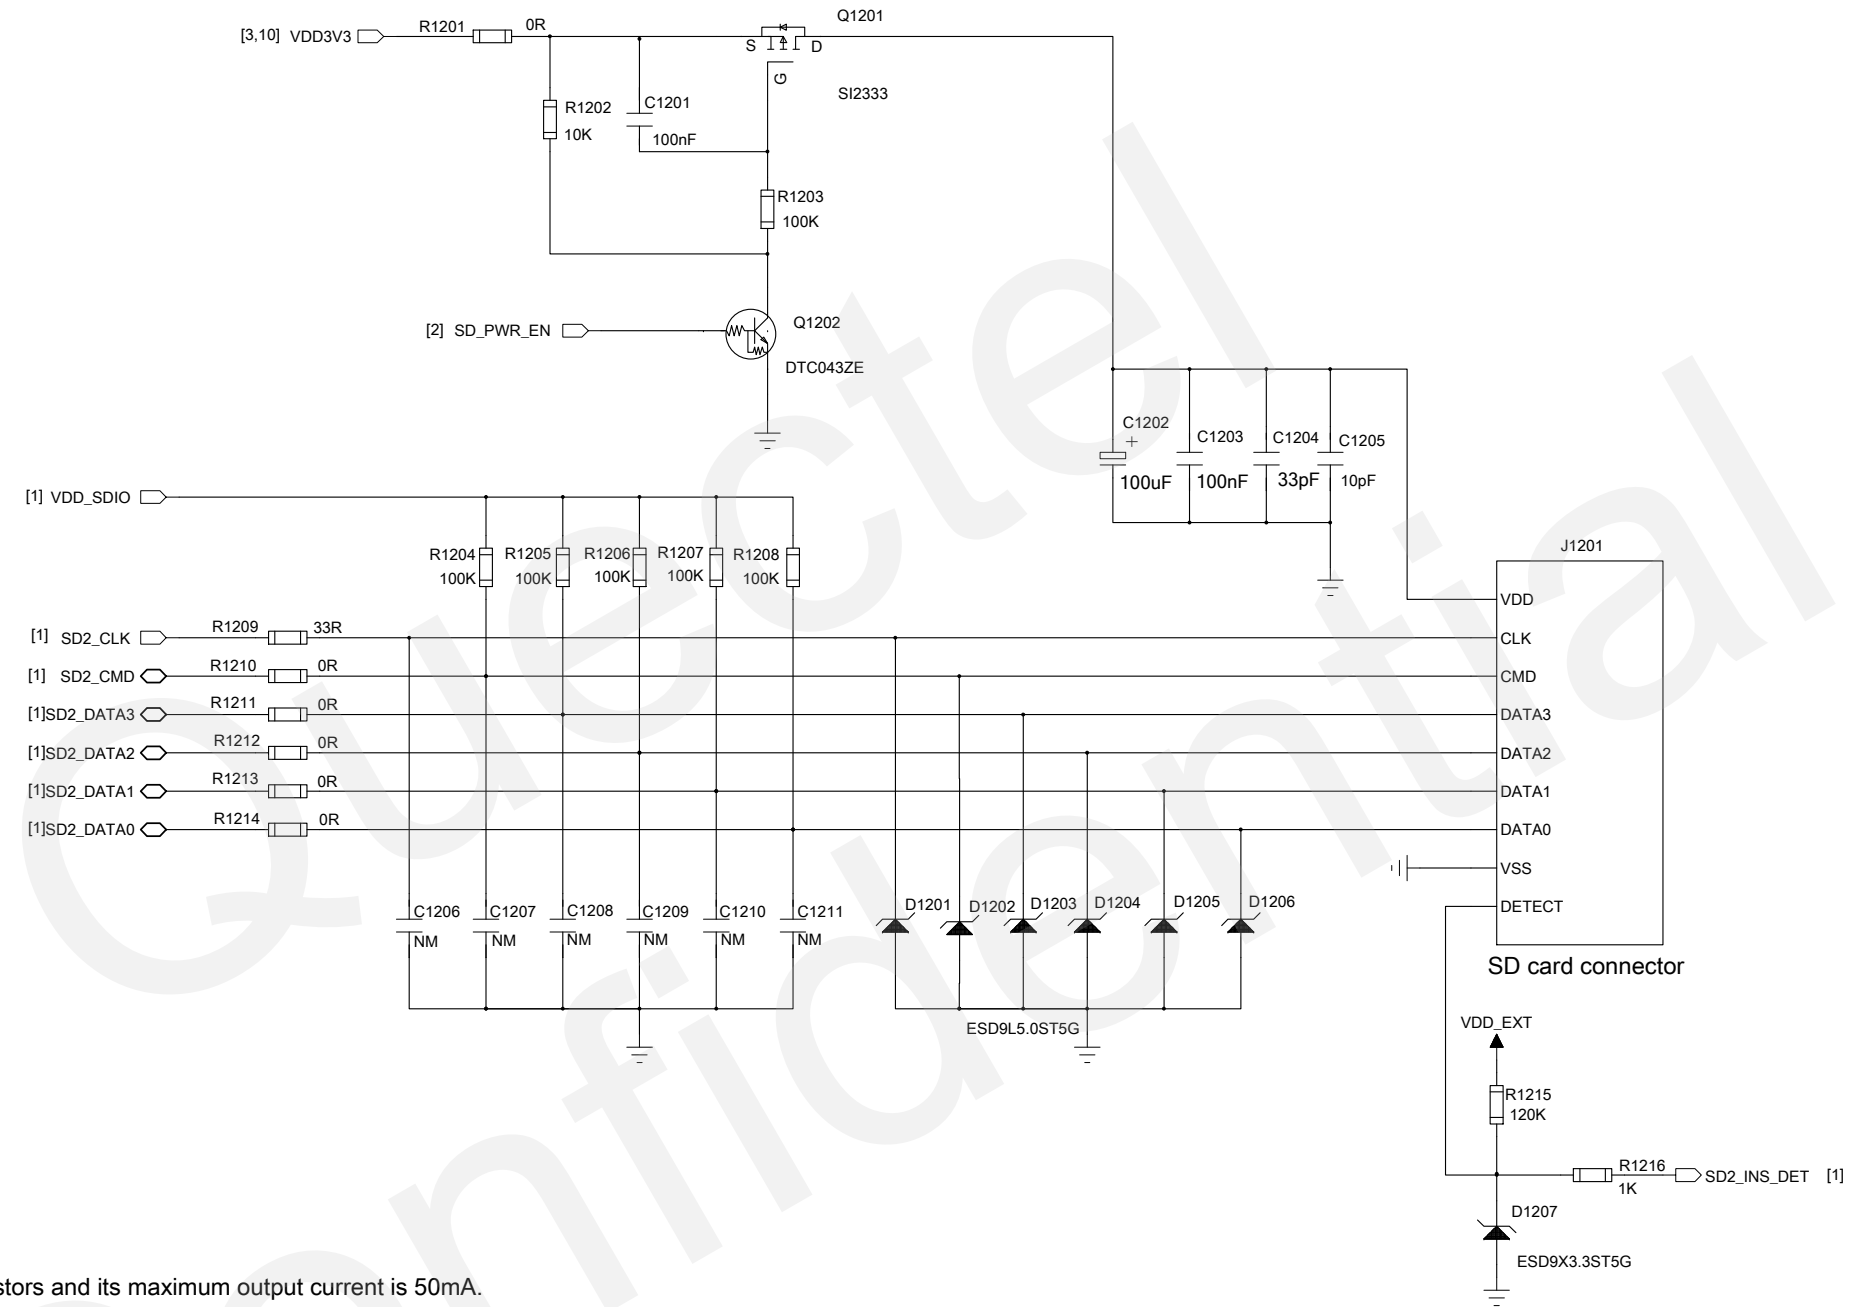 Q1201
[3,10] VDD3V3 R1201 0R
S D
G
SI2333
R1202
10K
C1201
100nF
R1203
100K
[2] SD_PWR_EN
Q1202
DTC043ZE
C1202 + 100uF
C1203 100nF
C1204 33pF
C1205 10pF
[1] VDD_SDIO
R1204 100K
R1205 100K
R1206 100K
R1207 100K
R1208 100K
J1201
VDD
[1] SD2_CLK R1209 33R CLK
[1] SD2_CMD R1210 0R CMD
[1]SD2_DATA3 R1211 0R DATA3
[1]SD2_DATA2 R1212 0R DATA2
[1]SD2_DATA1 R1213 0R DATA1
[1]SD2_DATA0 R1214 0R DATA0
VSS
DETECT
C1206 NM
C1207 NM
C1208 NM
C1209 NM
C1210 NM
C1211 NM
D1201 D1202 D1203 D1204 D1205 D1206
ESD9L5.0ST5G
SD card connector
VDD_EXT
R1215
120K
R1216
1K
SD2_INS_DET [1]
D1207
ESD9X3.3ST5G
stors and its maximum output current is 50mA.
Quectel
Confidential